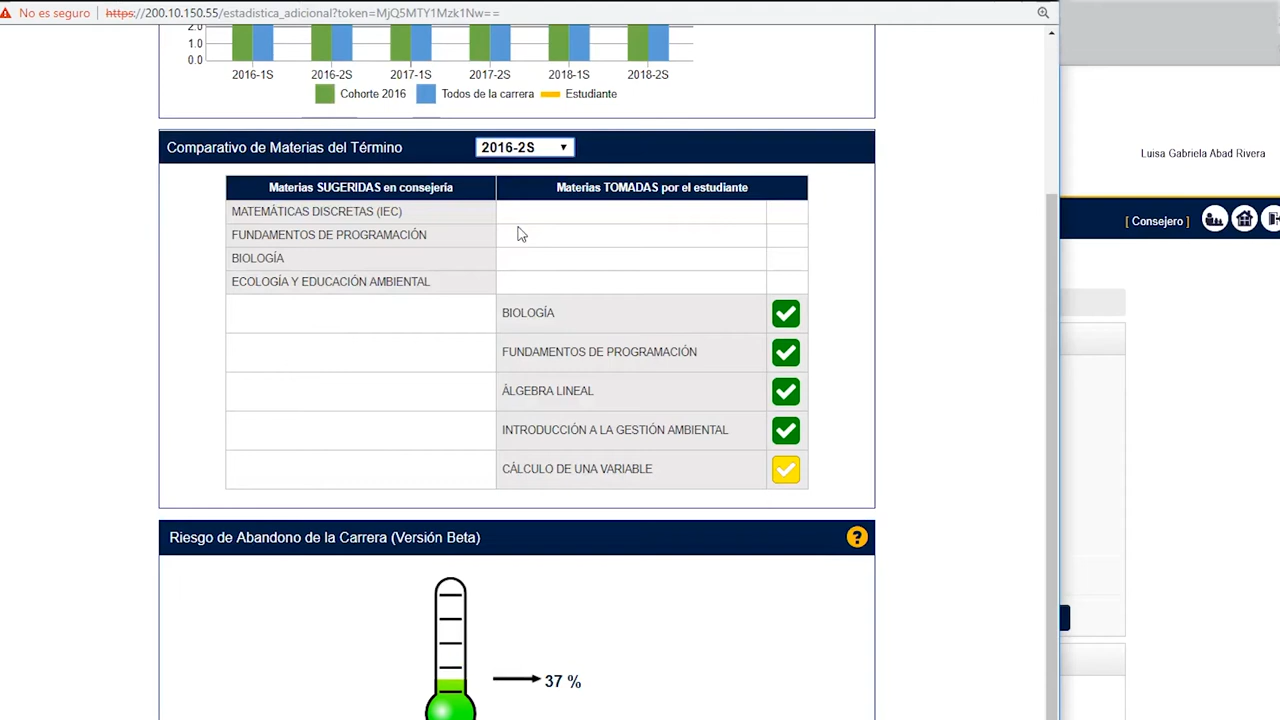 No es seguro https://200.10.150.55/estadistica_adicional?token=MjQ5MTY1Mzk1Nw==
2.0
1.0
0.0
2016-1S 2016-2S 2017-1S 2017-2S 2018-1S 2018-2S
Cohorte 2016 Todos de la carrera Estudiante
Comparativo de Materias del Término 2016-2S
Luisa Gabriela Abad Rivera
Materias SUGERIDAS en consejería Materias TOMADAS por el estudiante
MATEMÁTICAS DISCRETAS (IEC)
[ Consejero ]
FUNDAMENTOS DE PROGRAMACIÓN
BIOLOGÍA
ECOLOGÍA Y EDUCACIÓN AMBIENTAL
BIOLOGÍA
FUNDAMENTOS DE PROGRAMACIÓN
ÁLGEBRA LINEAL
INTRODUCCIÓN A LA GESTIÓN AMBIENTAL
CÁLCULO DE UNA VARIABLE
Riesgo de Abandono de la Carrera (Versión Beta) ?
37 %